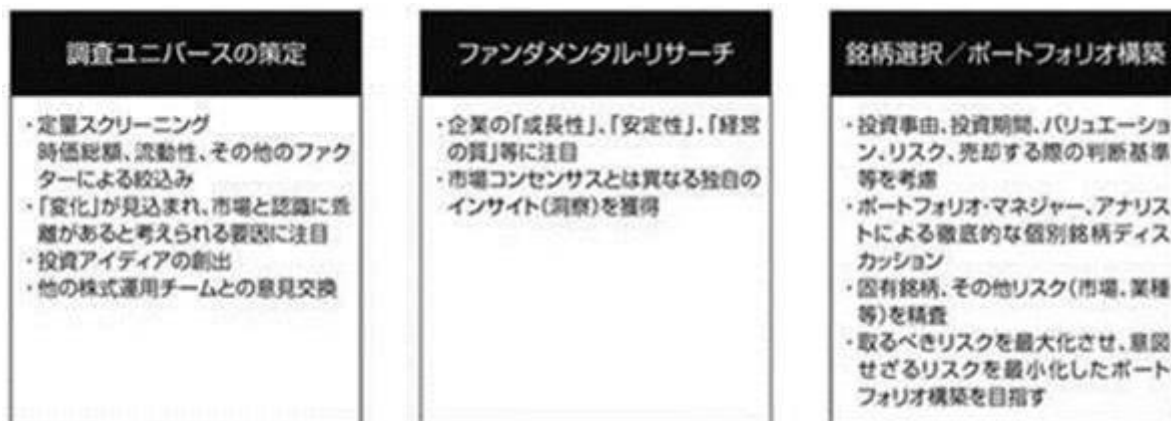 調査ユニバースの策定
・定量スクリーニング
時価総額、流動性、その他のファク
ターによる絞込み
・「変化」が見込まれ、市場と認識に乖
離があると考えられる要因に注目
・投資アイディアの創出
・他の株式運用チームとの意見交換
ファンダメンタル・リサーチ
・企業の「成長性」、「安定性」、「経営
の質」等に注目
・市場コンセンサスとは異なる独自の
インサイト(洞察)を獲得
銘柄選択／ポートフォリオ構築
・投資事由、投資期間、バリュエーショ
ン、リスク、売却する際の判断基準
等を考慮
・ポートフォリオ・マネジャー、アナリス
トによる徹底的な個別銘柄ディス
カッション
・固有銘柄、その他リスク(市場、業種
等)を精査
・取るべきリスクを最大化させ、意図
せざるリスクを最小化したポート
フォリオ構築を目指す